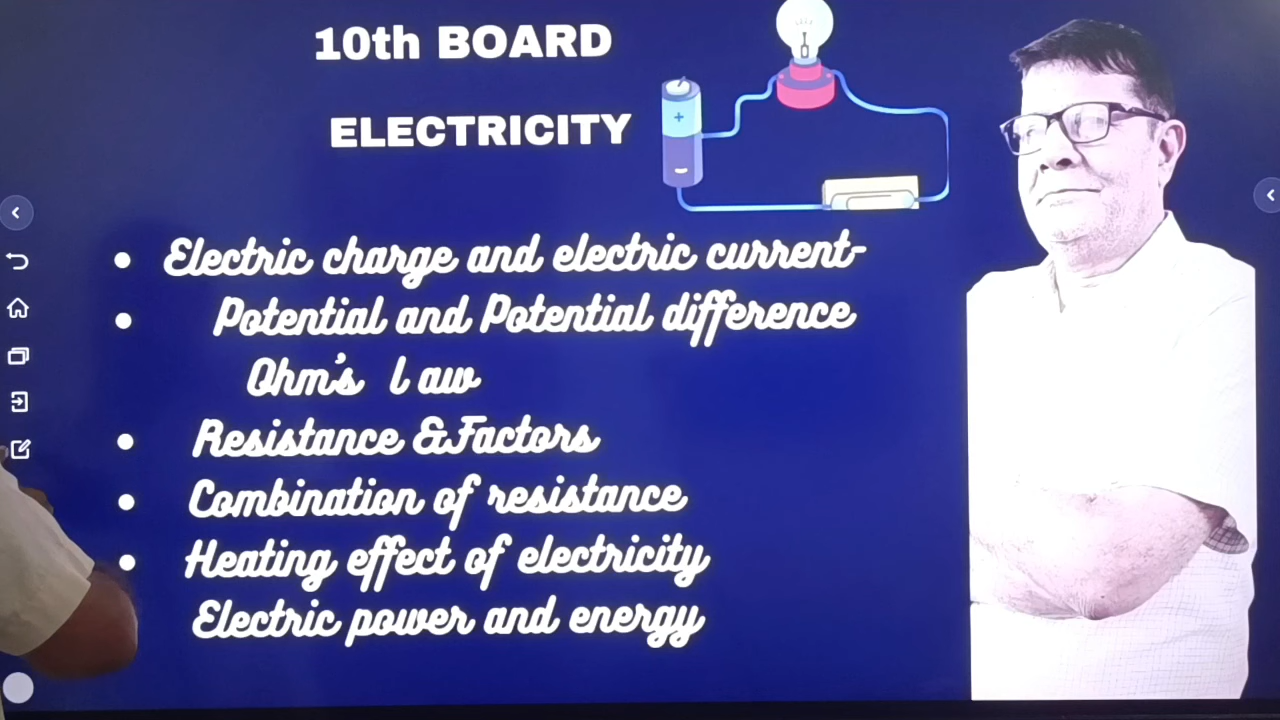 10th BOARD
ELECTRICITY
+
• Electric charge and electric current-
• Potential and Potential difference
Ohm's law
• Resistance &Factors
• Combination of resistance
• Heating effect of electricity
Electric power and energy